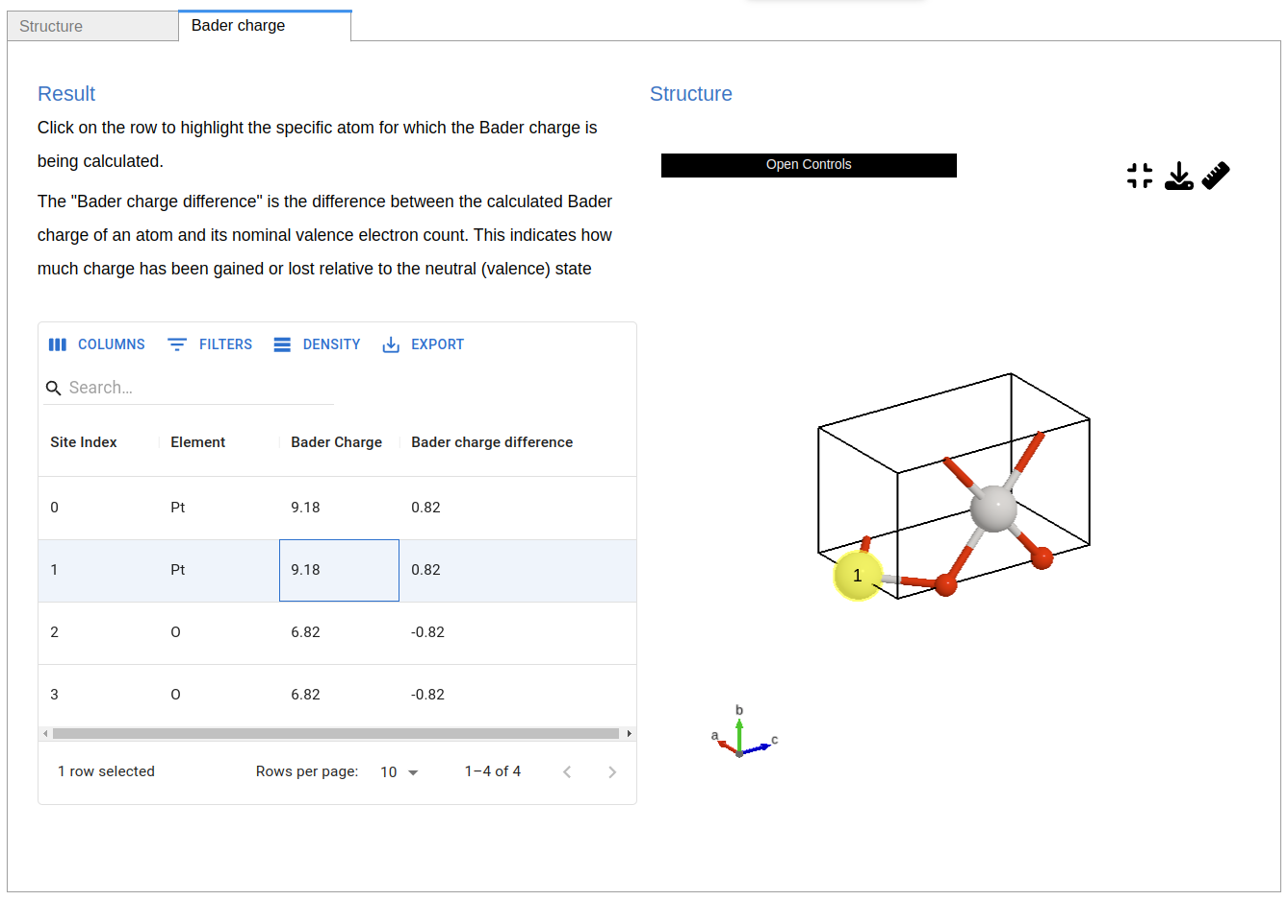 Structure
Bader charge
Result
Click on the row to highlight the specific atom for which the Bader charge is
being calculated.
The "Bader charge difference" is the difference between the calculated Bader
charge of an atom and its nominal valence electron count. This indicates how
much charge has been gained or lost relative to the neutral (valence) state
COLUMNS FILTERS DENSITY EXPORT
Search...
Site Index Element Bader Charge Bader charge difference
0 Pt 9.18 0.82
1 Pt 9.18 0.82
2 O 6.82 -0.82
3 O 6.82 -0.82
1 row selected Rows per page: 10 1–4 of 4
Structure
Open Controls
1
b
a
c